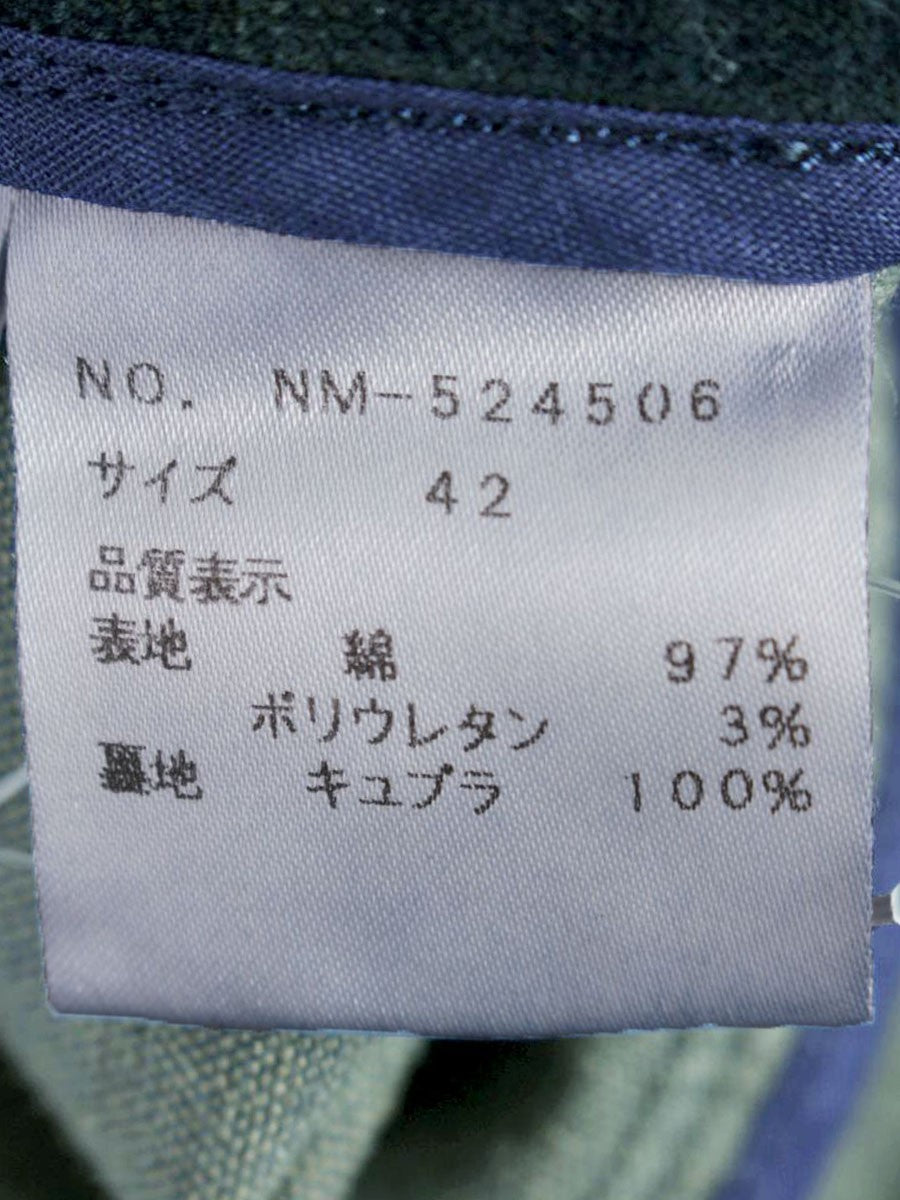 NO. NM-524506
サイズ 42
品質表示
表地 綿 97%
ポリウレタン 3%
裏地 キュプラ 100%